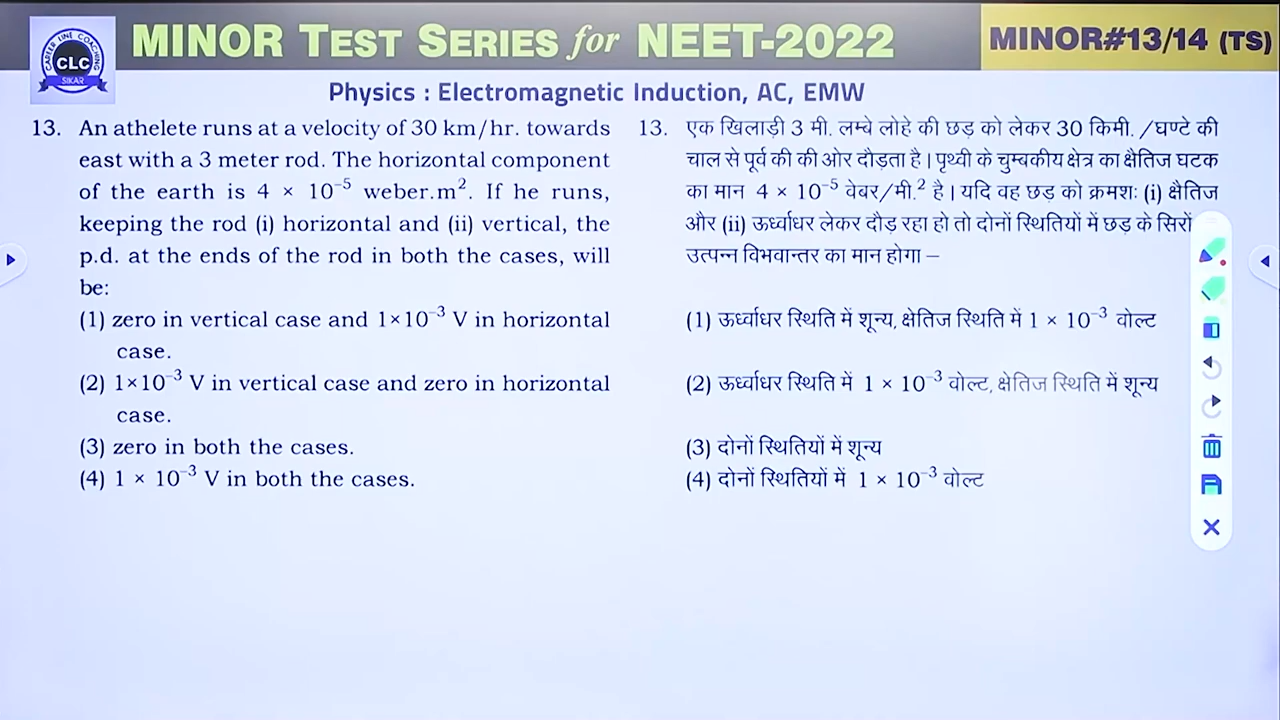 CAREER LINE COACHING
CLC
SIKAR
MINOR TEST SERIES for NEET-2022
MINOR#13/14 (TS)
Physics : Electromagnetic Induction, AC, EMW
13. An athelete runs at a velocity of 30 km/hr. towards
east with a 3 meter rod. The horizontal component
of the earth is 4 × 10⁻⁵ weber.m². If he runs,
keeping the rod (i) horizontal and (ii) vertical, the
p.d. at the ends of the rod in both the cases, will
be:
(1) zero in vertical case and 1×10⁻³ V in horizontal
case.
(2) 1×10⁻³ V in vertical case and zero in horizontal
case.
(3) zero in both the cases.
(4) 1 × 10⁻³ V in both the cases.
13. एक खिलाड़ी 3 मी. लम्बे लोहे की छड़ को लेकर 30 किमी. /घण्टे की
चाल से पूर्व की की ओर दौड़ता है। पृथ्वी के चुम्बकीय क्षेत्र का क्षैतिज घटक
का मान 4 × 10⁻⁵ वेबर/मी.² है। यदि वह छड़ को क्रमशः (i) क्षैतिज
और (ii) ऊर्ध्वाधर लेकर दौड़ रहा हो तो दोनों स्थितियों में छड़ के सिरों
उत्पन्न विभवान्तर का मान होगा –
(1) ऊर्ध्वाधर स्थिति में शून्य, क्षैतिज स्थिति में 1 × 10⁻³ वोल्ट
(2) ऊर्ध्वाधर स्थिति में 1 × 10⁻³ वोल्ट, क्षैतिज स्थिति में शून्य
(3) दोनों स्थितियों में शून्य
(4) दोनों स्थितियों में 1 × 10⁻³ वोल्ट